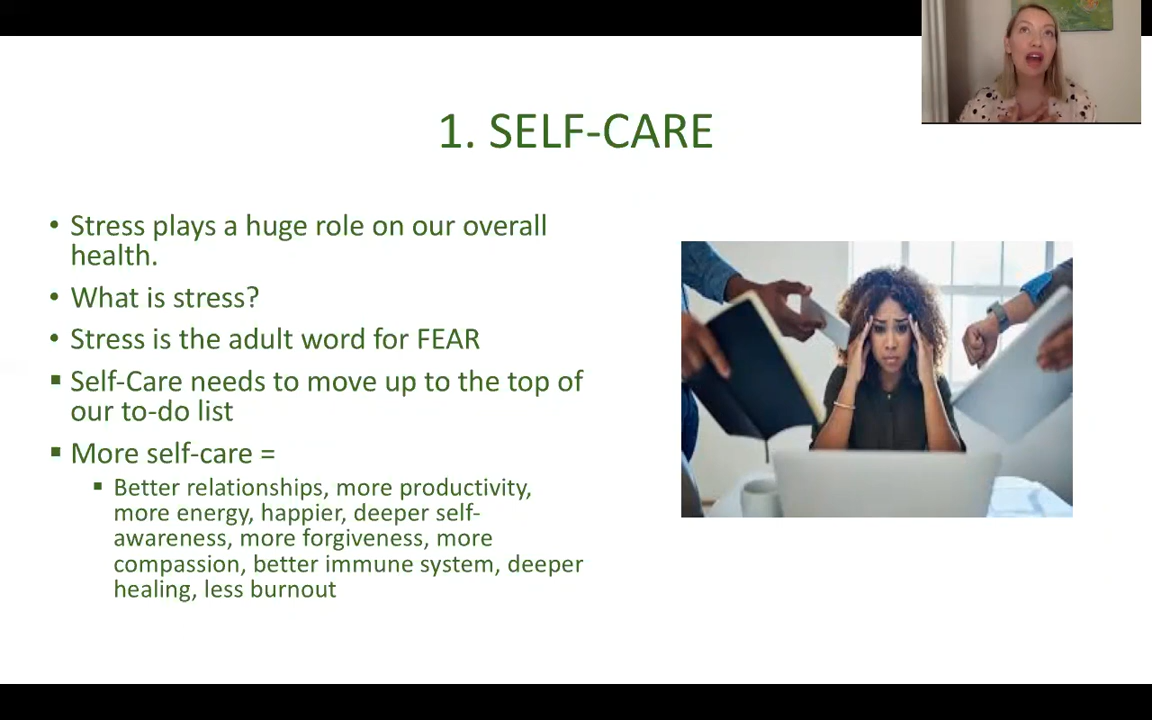 1. SELF-CARE
• Stress plays a huge role on our overall
health.
• What is stress?
• Stress is the adult word for FEAR
▪ Self-Care needs to move up to the top of
our to-do list
▪ More self-care =
▪ Better relationships, more productivity,
more energy, happier, deeper self-
awareness, more forgiveness, more
compassion, better immune system, deeper
healing, less burnout